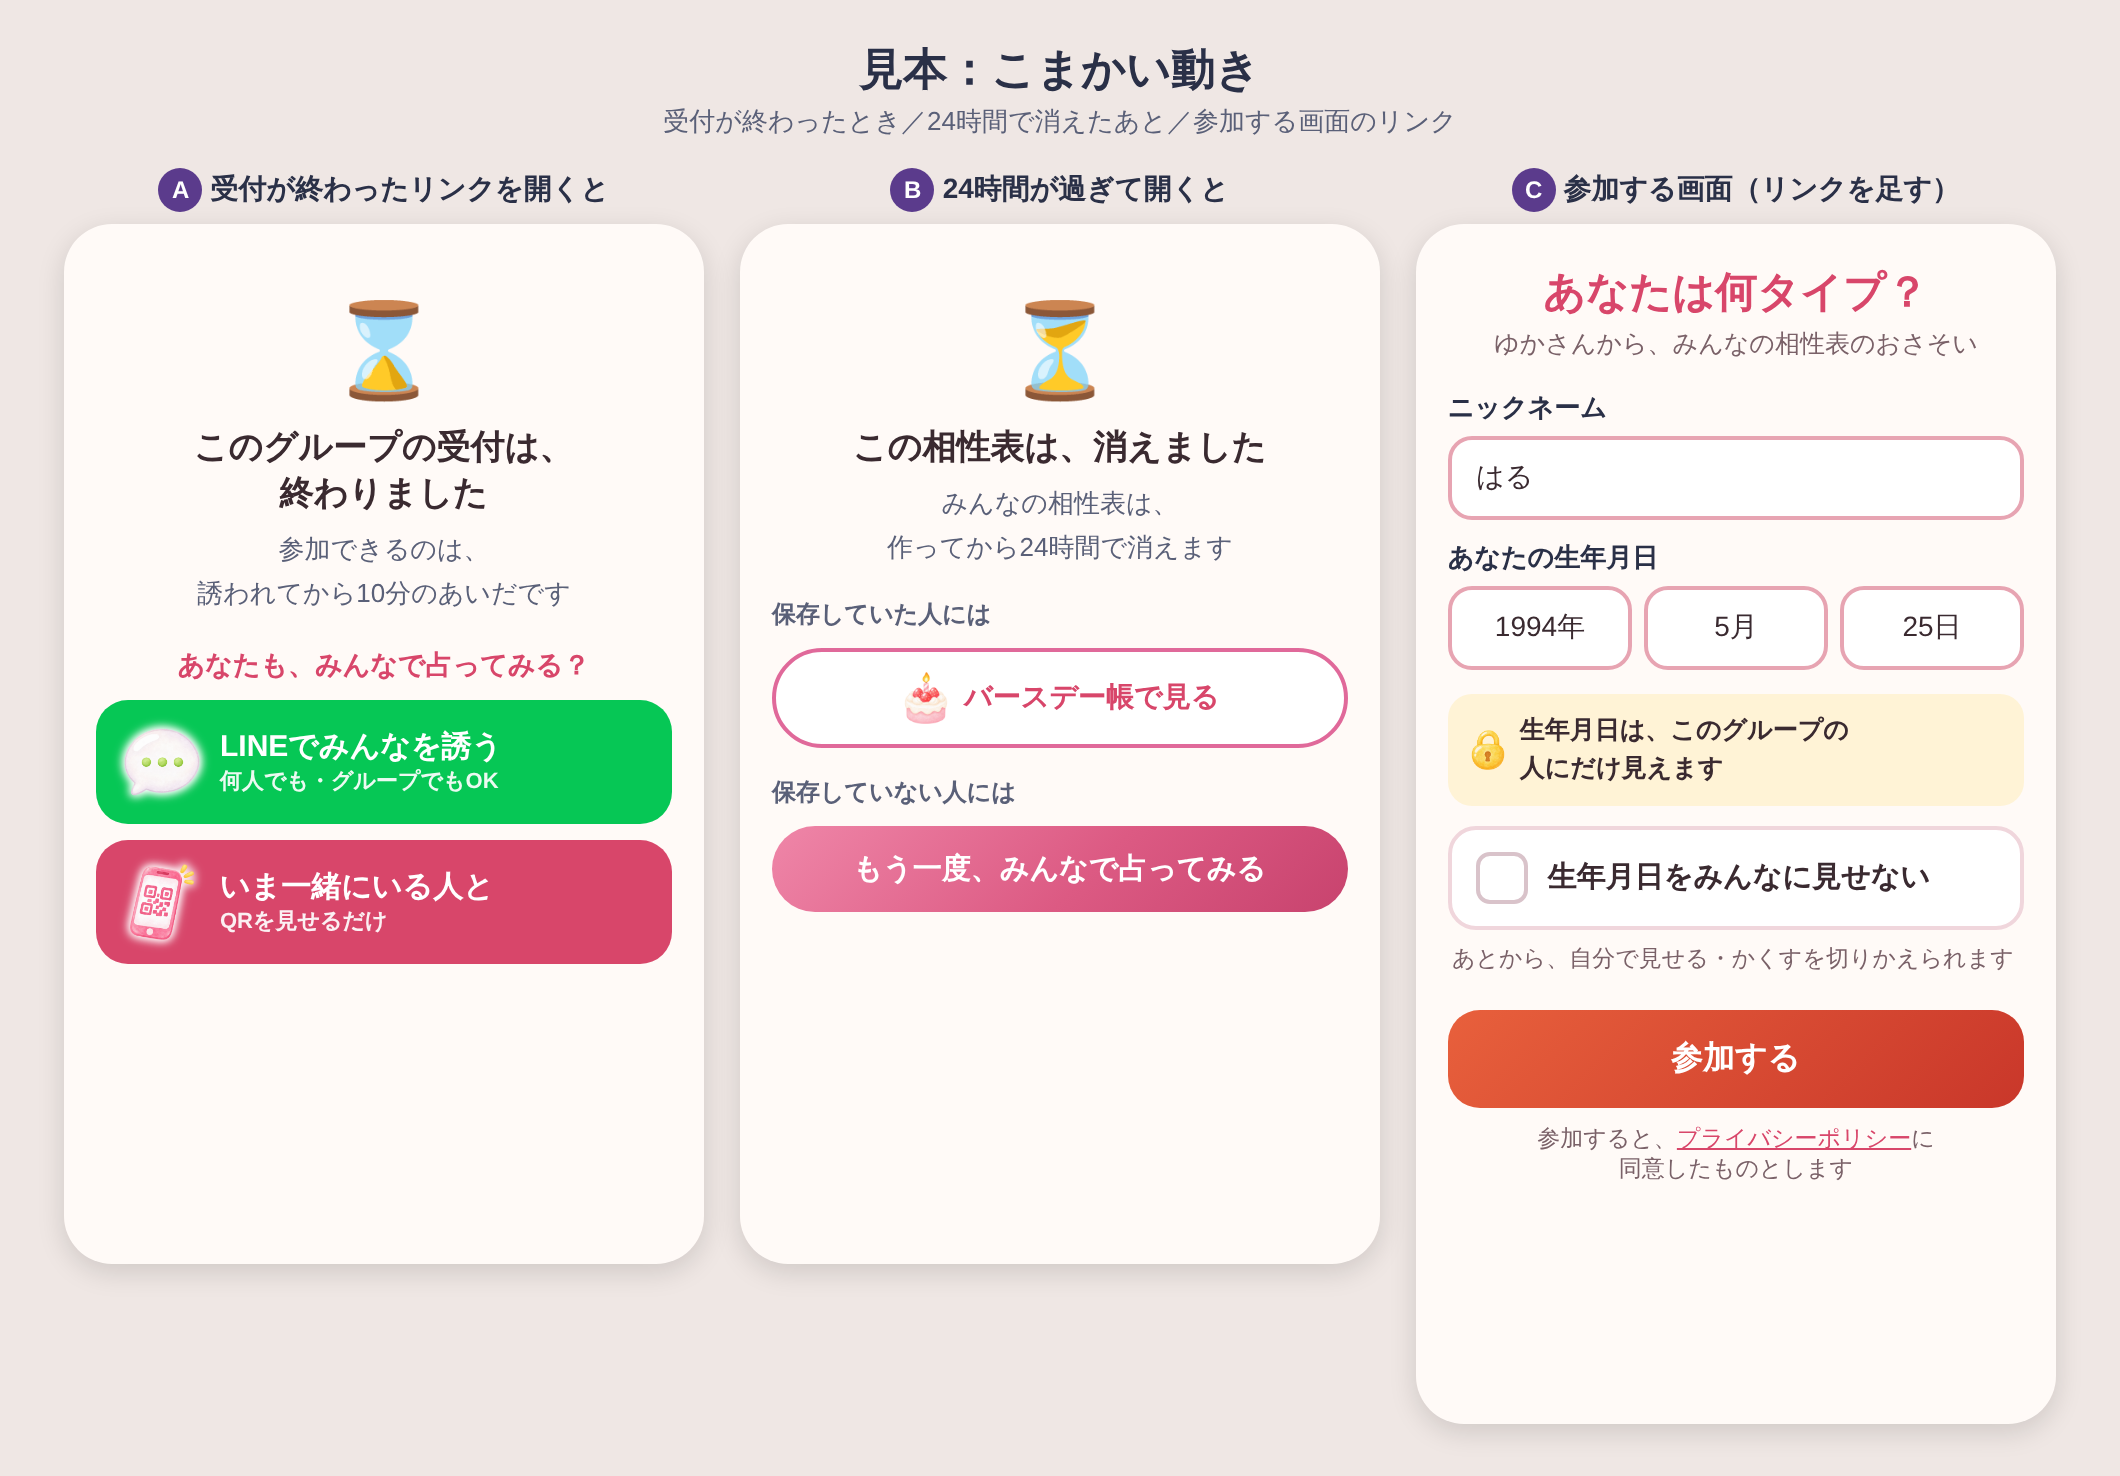 見本：こまかい動き
受付が終わったとき／24時間で消えたあと／参加する画面のリンク
A 受付が終わったリンクを開くと
このグループの受付は、
終わりました
参加できるのは、
誘われてから10分のあいだです
あなたも、みんなで占ってみる？
LINEでみんなを誘う
何人でも・グループでもOK
いま一緒にいる人と
QRを見せるだけ
B 24時間が過ぎて開くと
この相性表は、消えました
みんなの相性表は、
作ってから24時間で消えます
保存していた人には
バースデー帳で見る
保存していない人には
もう一度、みんなで占ってみる
C 参加する画面（リンクを足す）
あなたは何タイプ？
ゆかさんから、みんなの相性表のおさそい
ニックネーム
はる
あなたの生年月日
1994年 5月 25日
生年月日は、このグループの
人にだけ見えます
生年月日をみんなに見せない
あとから、自分で見せる・かくすを切りかえられます
参加する
参加すると、プライバシーポリシーに
同意したものとします